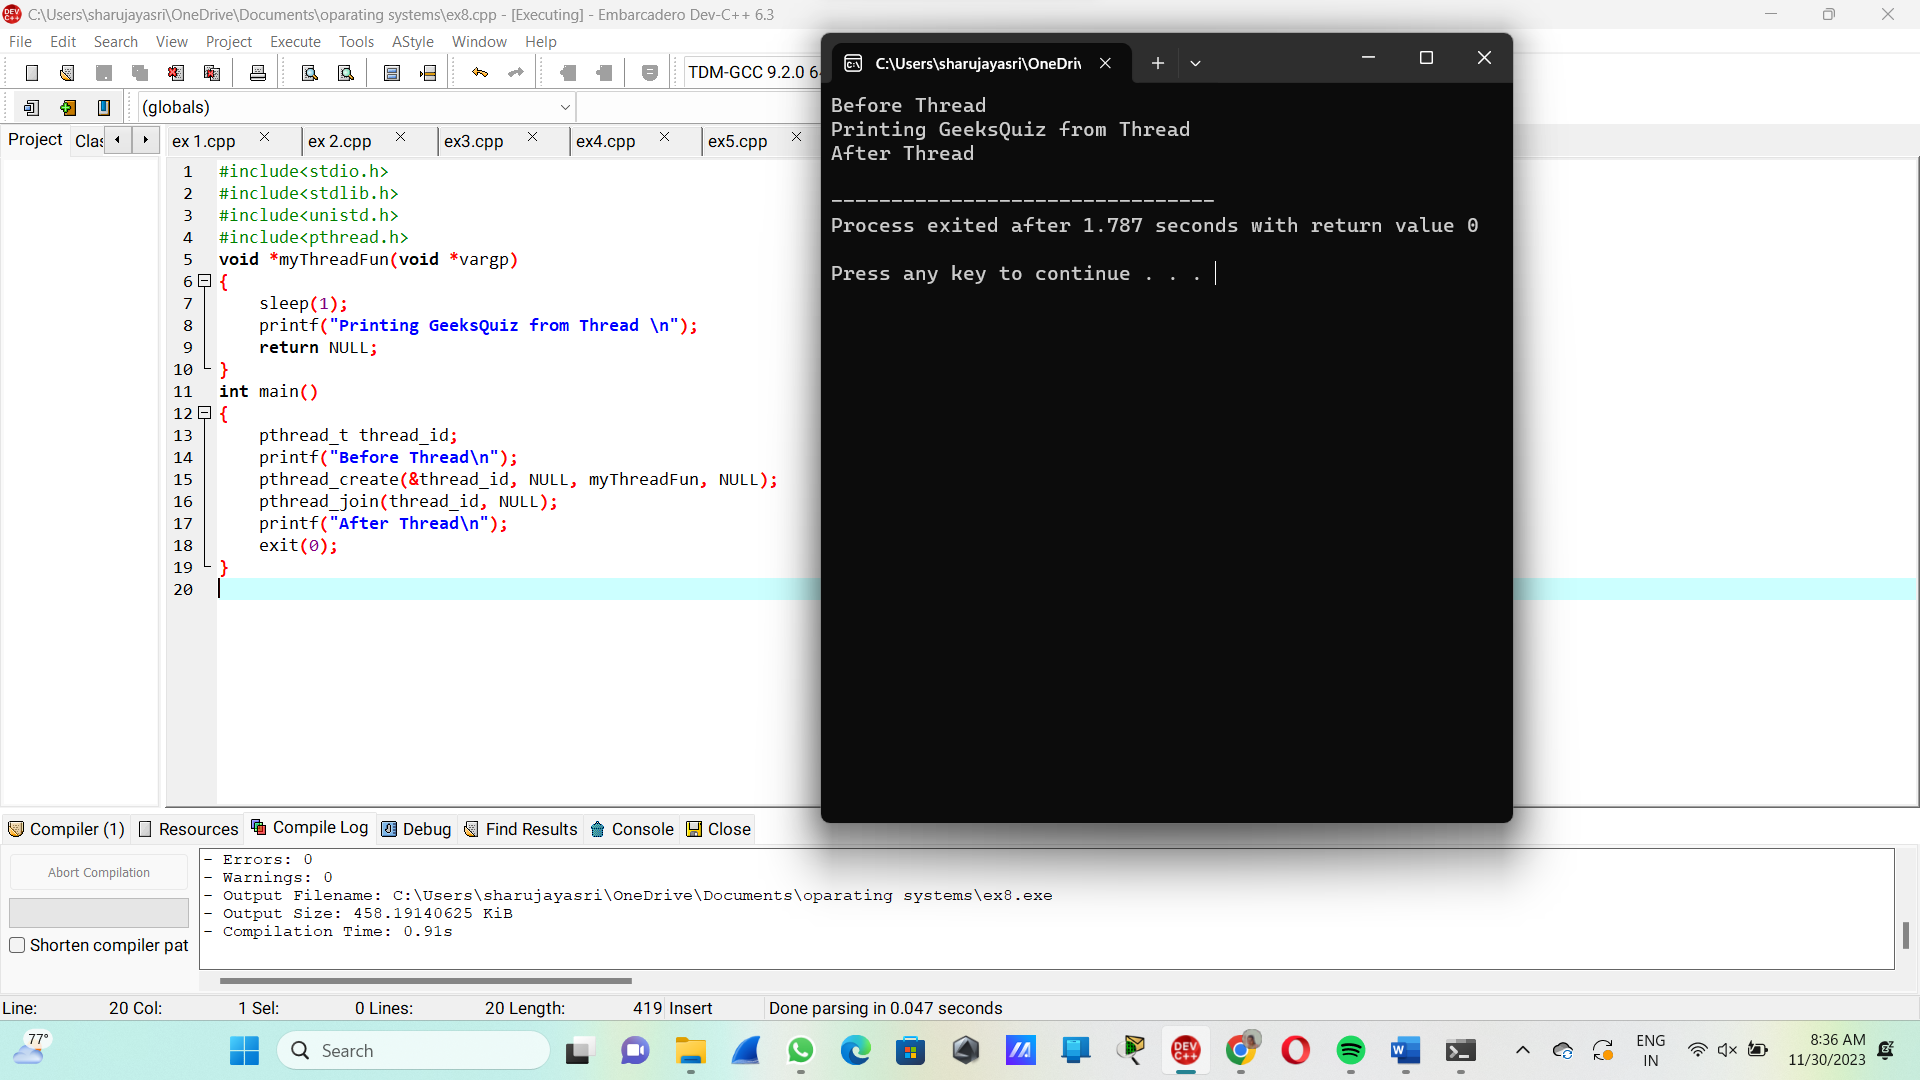 C:\Users\sharujayasri\OneDrive\Documents\oparating systems\ex8.cpp - [Executing] - Embarcadero Dev-C++ 6.3
File Edit Search View Project Execute Tools AStyle Window Help
TDM-GCC 9.2.0 64
(globals)
Project Clas ex 1.cpp ex 2.cpp ex3.cpp ex4.cpp ex5.cpp
1 #include<stdio.h>
2 #include<stdlib.h>
3 #include<unistd.h>
4 #include<pthread.h>
5 void *myThreadFun(void *vargp)
6 {
7 sleep(1);
8 printf("Printing GeeksQuiz from Thread \n");
9 return NULL;
10 }
11 int main()
12 {
13 pthread_t thread_id;
14 printf("Before Thread\n");
15 pthread_create(&thread_id, NULL, myThreadFun, NULL);
16 pthread_join(thread_id, NULL);
17 printf("After Thread\n");
18 exit(0);
19 }
20
C:\Users\sharujayasri\OneDri
Before Thread
Printing GeeksQuiz from Thread
After Thread
--------------------------------
Process exited after 1.787 seconds with return value 0
Press any key to continue . . .
Compiler (1) Resources Compile Log Debug Find Results Console Close
Abort Compilation
Shorten compiler pat
- Errors: 0
- Warnings: 0
- Output Filename: C:\Users\sharujayasri\OneDrive\Documents\oparating systems\ex8.exe
- Output Size: 458.19140625 KiB
- Compilation Time: 0.91s
Line: 20 Col: 1 Sel: 0 Lines: 20 Length: 419 Insert Done parsing in 0.047 seconds
77°
Search
DEV C++
W
ENG
IN
8:36 AM
11/30/2023